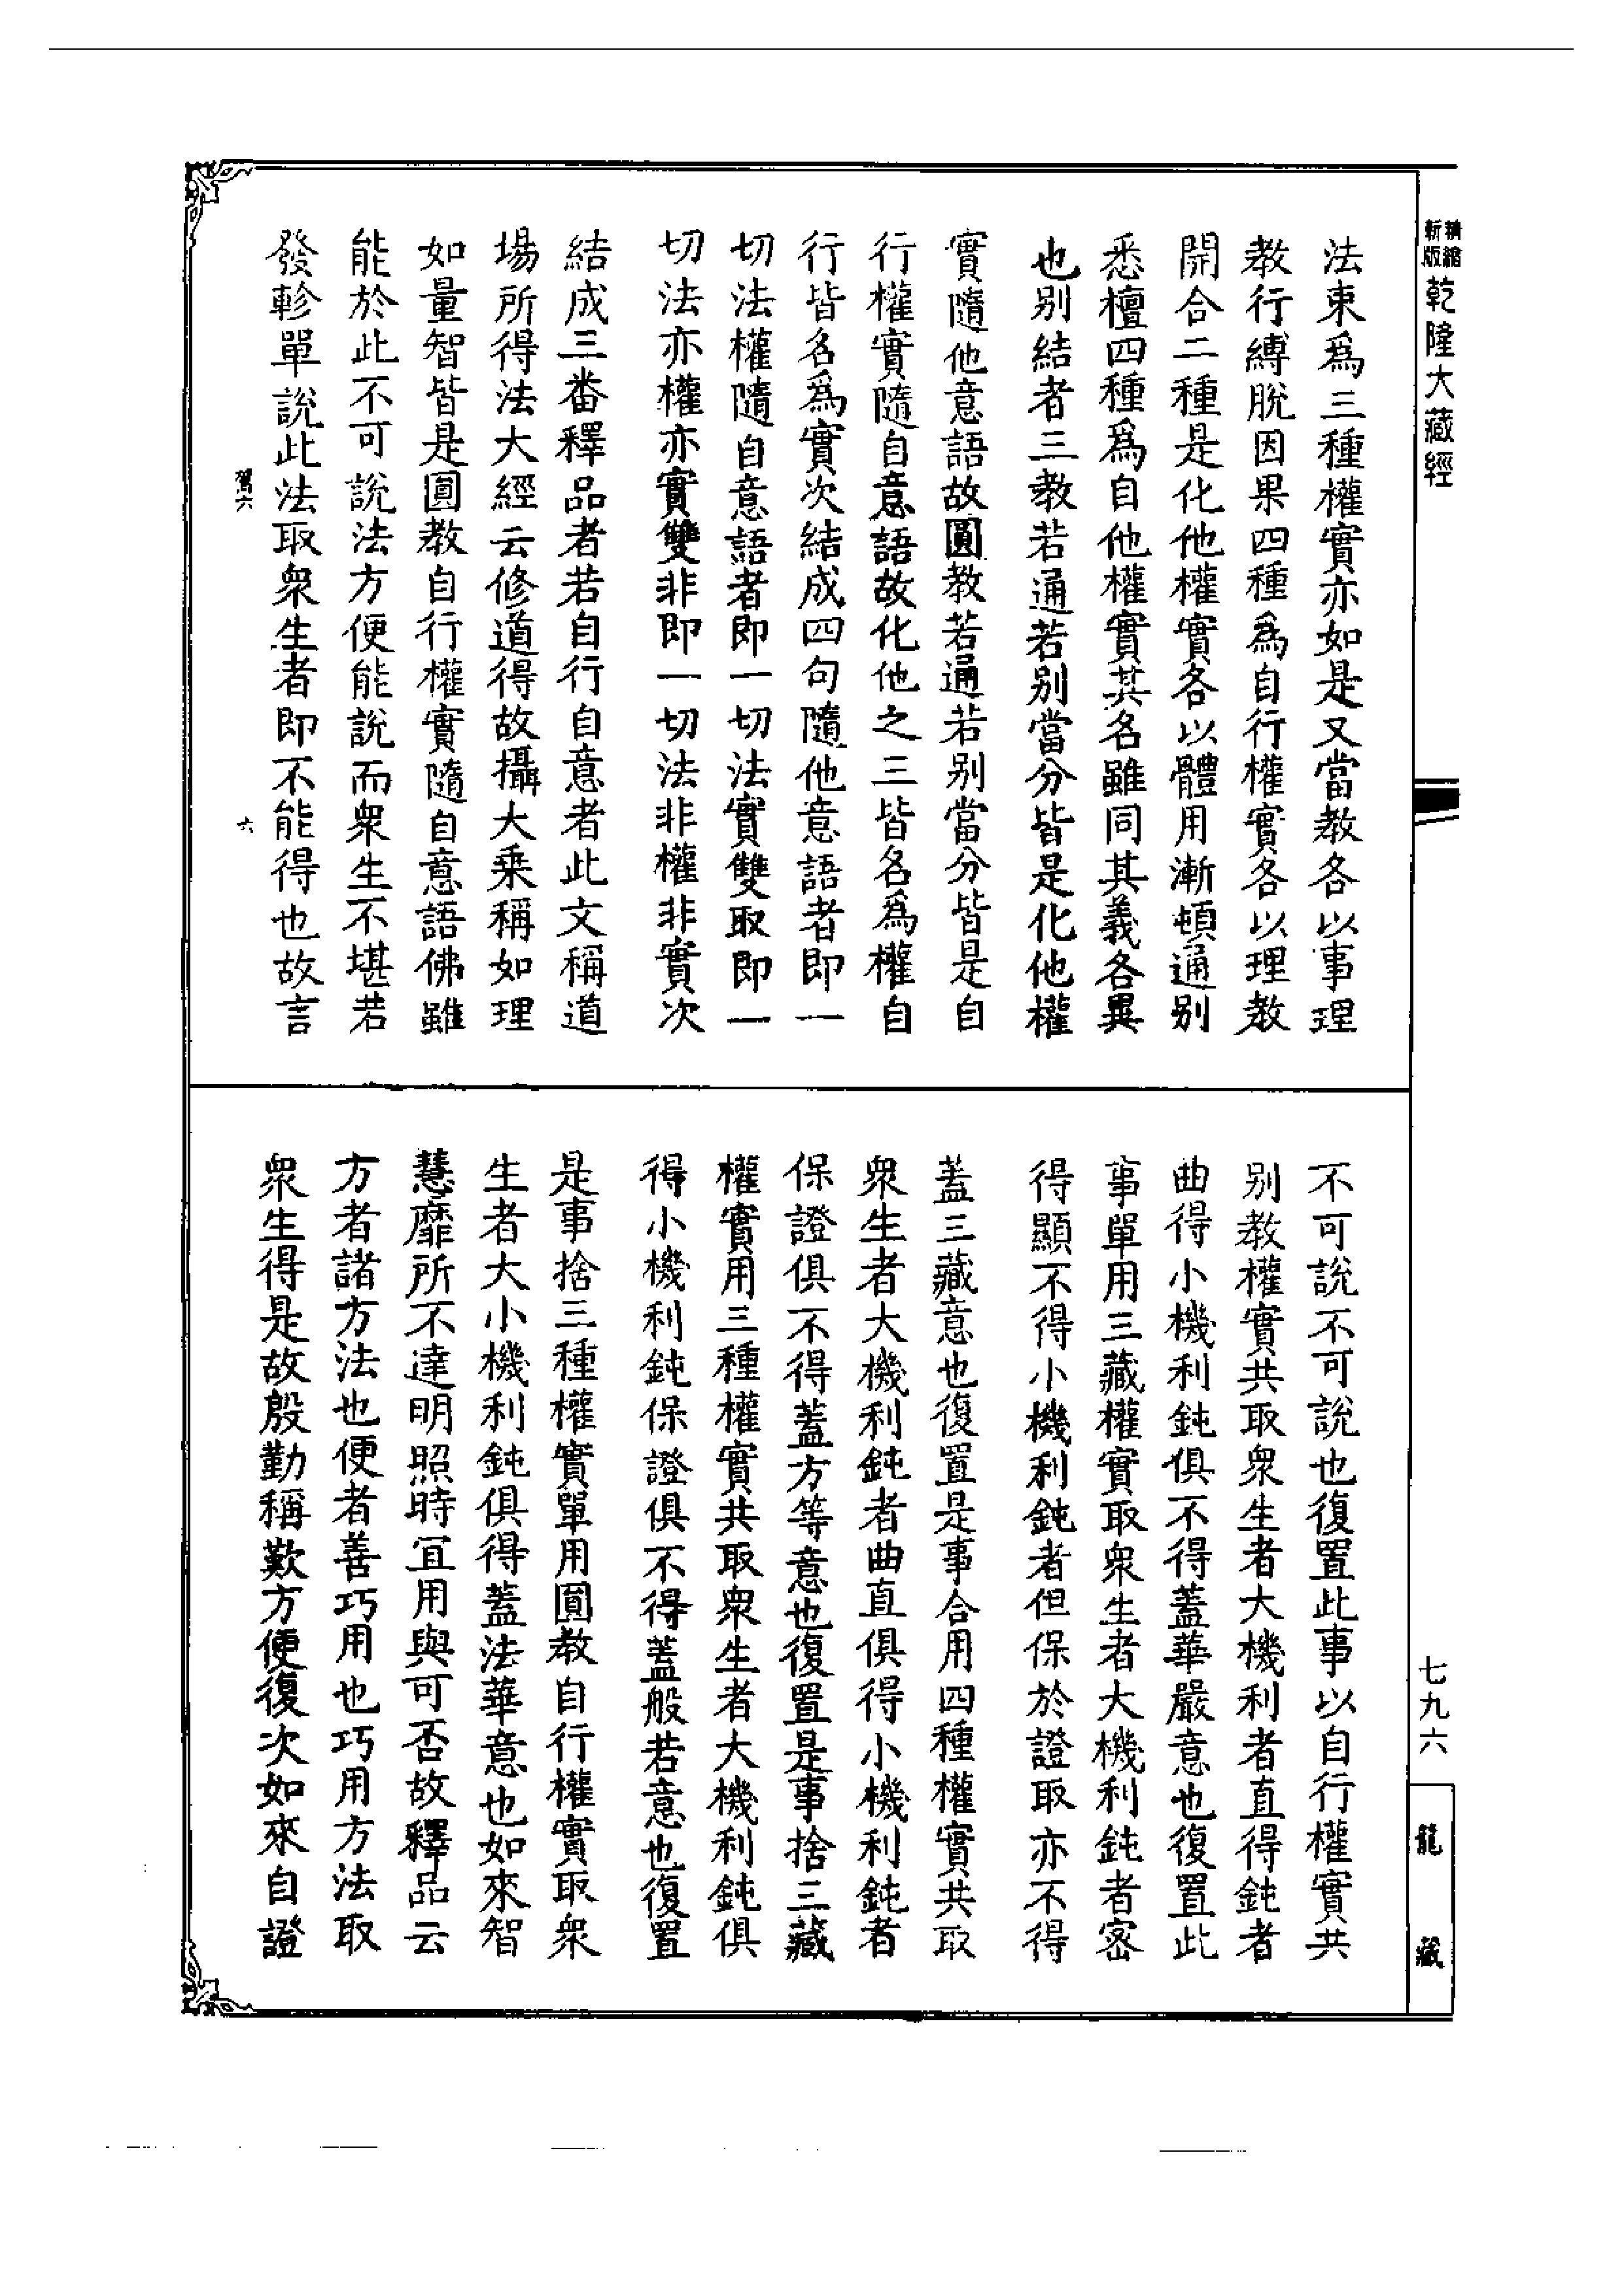 精縮
新版
乾隆大藏經
法束為三種權實亦如是又當教各以事理
教行縛脫因果四種為自行權實各以理教
開合二種是化他權實各以體用漸頓通別
悉檀四種為自他權實其名雖同其義各異
也別結者三教若通若別當分皆是化他權
實隨他意語故圓教若通若別當分皆是自
行權實隨自意語故化他之三皆名為權自
行皆名為實次結成四句隨他意語者即一
切法權隨自意語者即一切法實雙取即一
切法亦權亦實雙非即一切法非權非實次
結成三番釋品者若自行自意者此文稱道
場所得法大經云修道得故攝大乘稱如理
如量智皆是圓教自行權實隨自意語佛雖
能於此不可說法方便能說而眾生不堪若
發軫單說此法取眾生者即不能得也故言
駕六
六
不可說不可說也復置此事以自行權實共
別教權實共取眾生者大機利者直得鈍者
曲得小機利鈍俱不得蓋華嚴意也復置此
事單用三藏權實取眾生者大機利鈍者密
得顯不得小機利鈍者但保於證取亦不得
蓋三藏意也復置是事合用四種權實共取
眾生者大機利鈍者曲直俱得小機利鈍者
保證俱不得蓋方等意也復置是事捨三藏
權實用三種權實共取眾生者大機利鈍俱
得小機利鈍保證俱不得蓋般若意也復置
是事捨三種權實單用圓教自行權實取眾
生者大小機利鈍俱得蓋法華意也如來智
慧靡所不達明照時宜用與可否故釋品云
方者諸方法也便者善巧用也巧用方法取
眾生得是故殷勤稱歎方便復次如來自證
七九六
龍藏